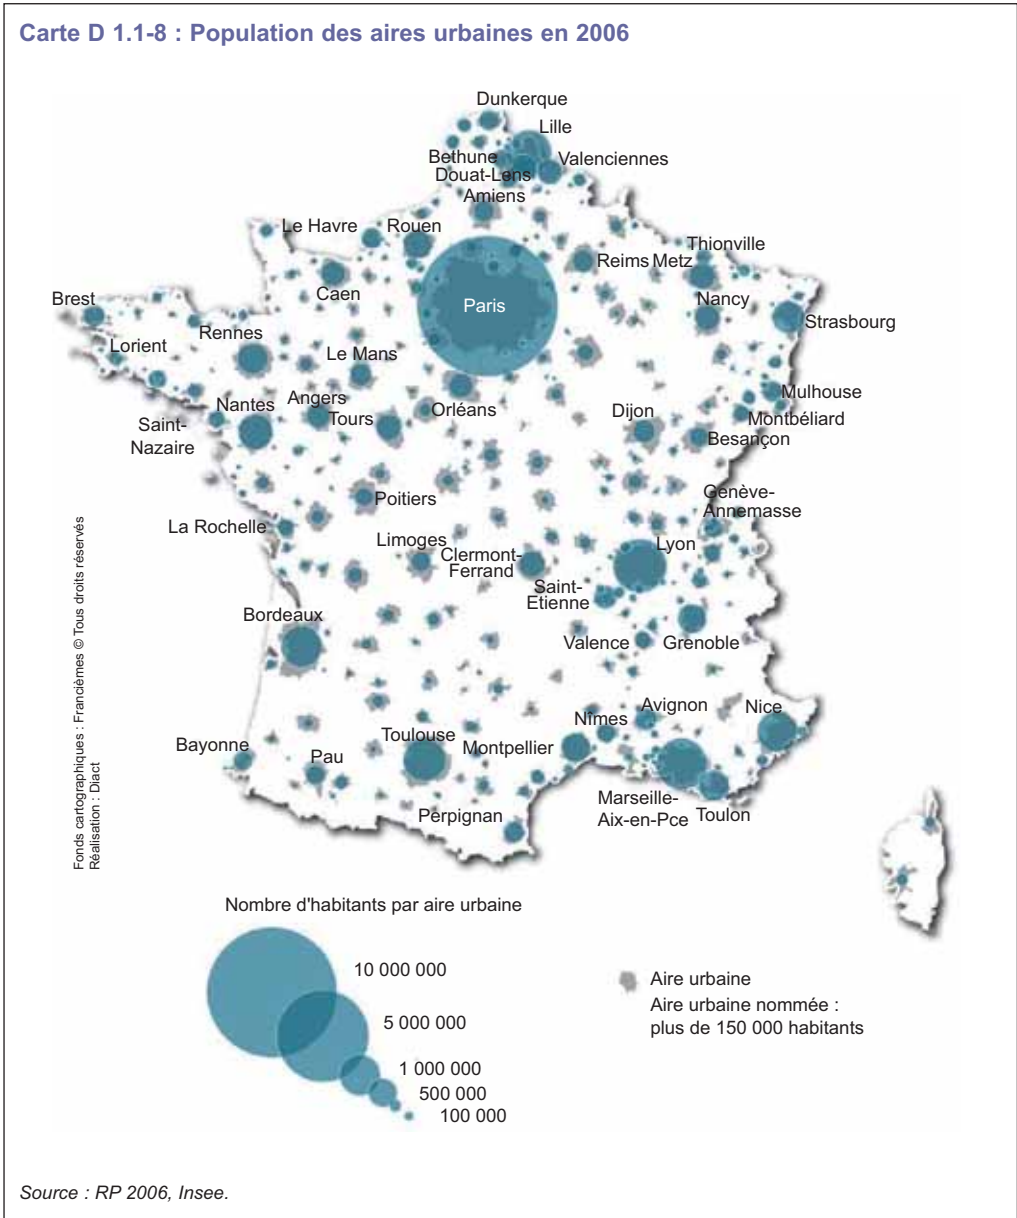 Carte D 1.1-8 : Population des aires urbaines en 2006
Dunkerque
Lille
Bethune
Valenciennes
Douat-Lens
Amiens
Le Havre
Rouen
Thionville
Reims
Metz
Caen
Paris
Nancy
Brest
Strasbourg
Rennes
Lorient
Le Mans
Mulhouse
Angers
Nantes
Orléans
Dijon
Montbéliard
Tours
Saint-
Nazaire
Besançon
Genève-
Annemasse
Poitiers
La Rochelle
Limoges
Lyon
Clermont-
Ferrand
Saint-
Etienne
Bordeaux
Valence
Grenoble
Avignon
Nice
Nîmes
Toulouse
Bayonne
Montpellier
Pau
Marseille-
Aix-en-Pce
Toulon
Perpignan
Fonds cartographiques : Francièmes © Tous droits réservés
Réalisation : Diact
Nombre d'habitants par aire urbaine
10 000 000
5 000 000
1 000 000
500 000
100 000
Aire urbaine
Aire urbaine nommée :
plus de 150 000 habitants
Source : RP 2006, Insee.